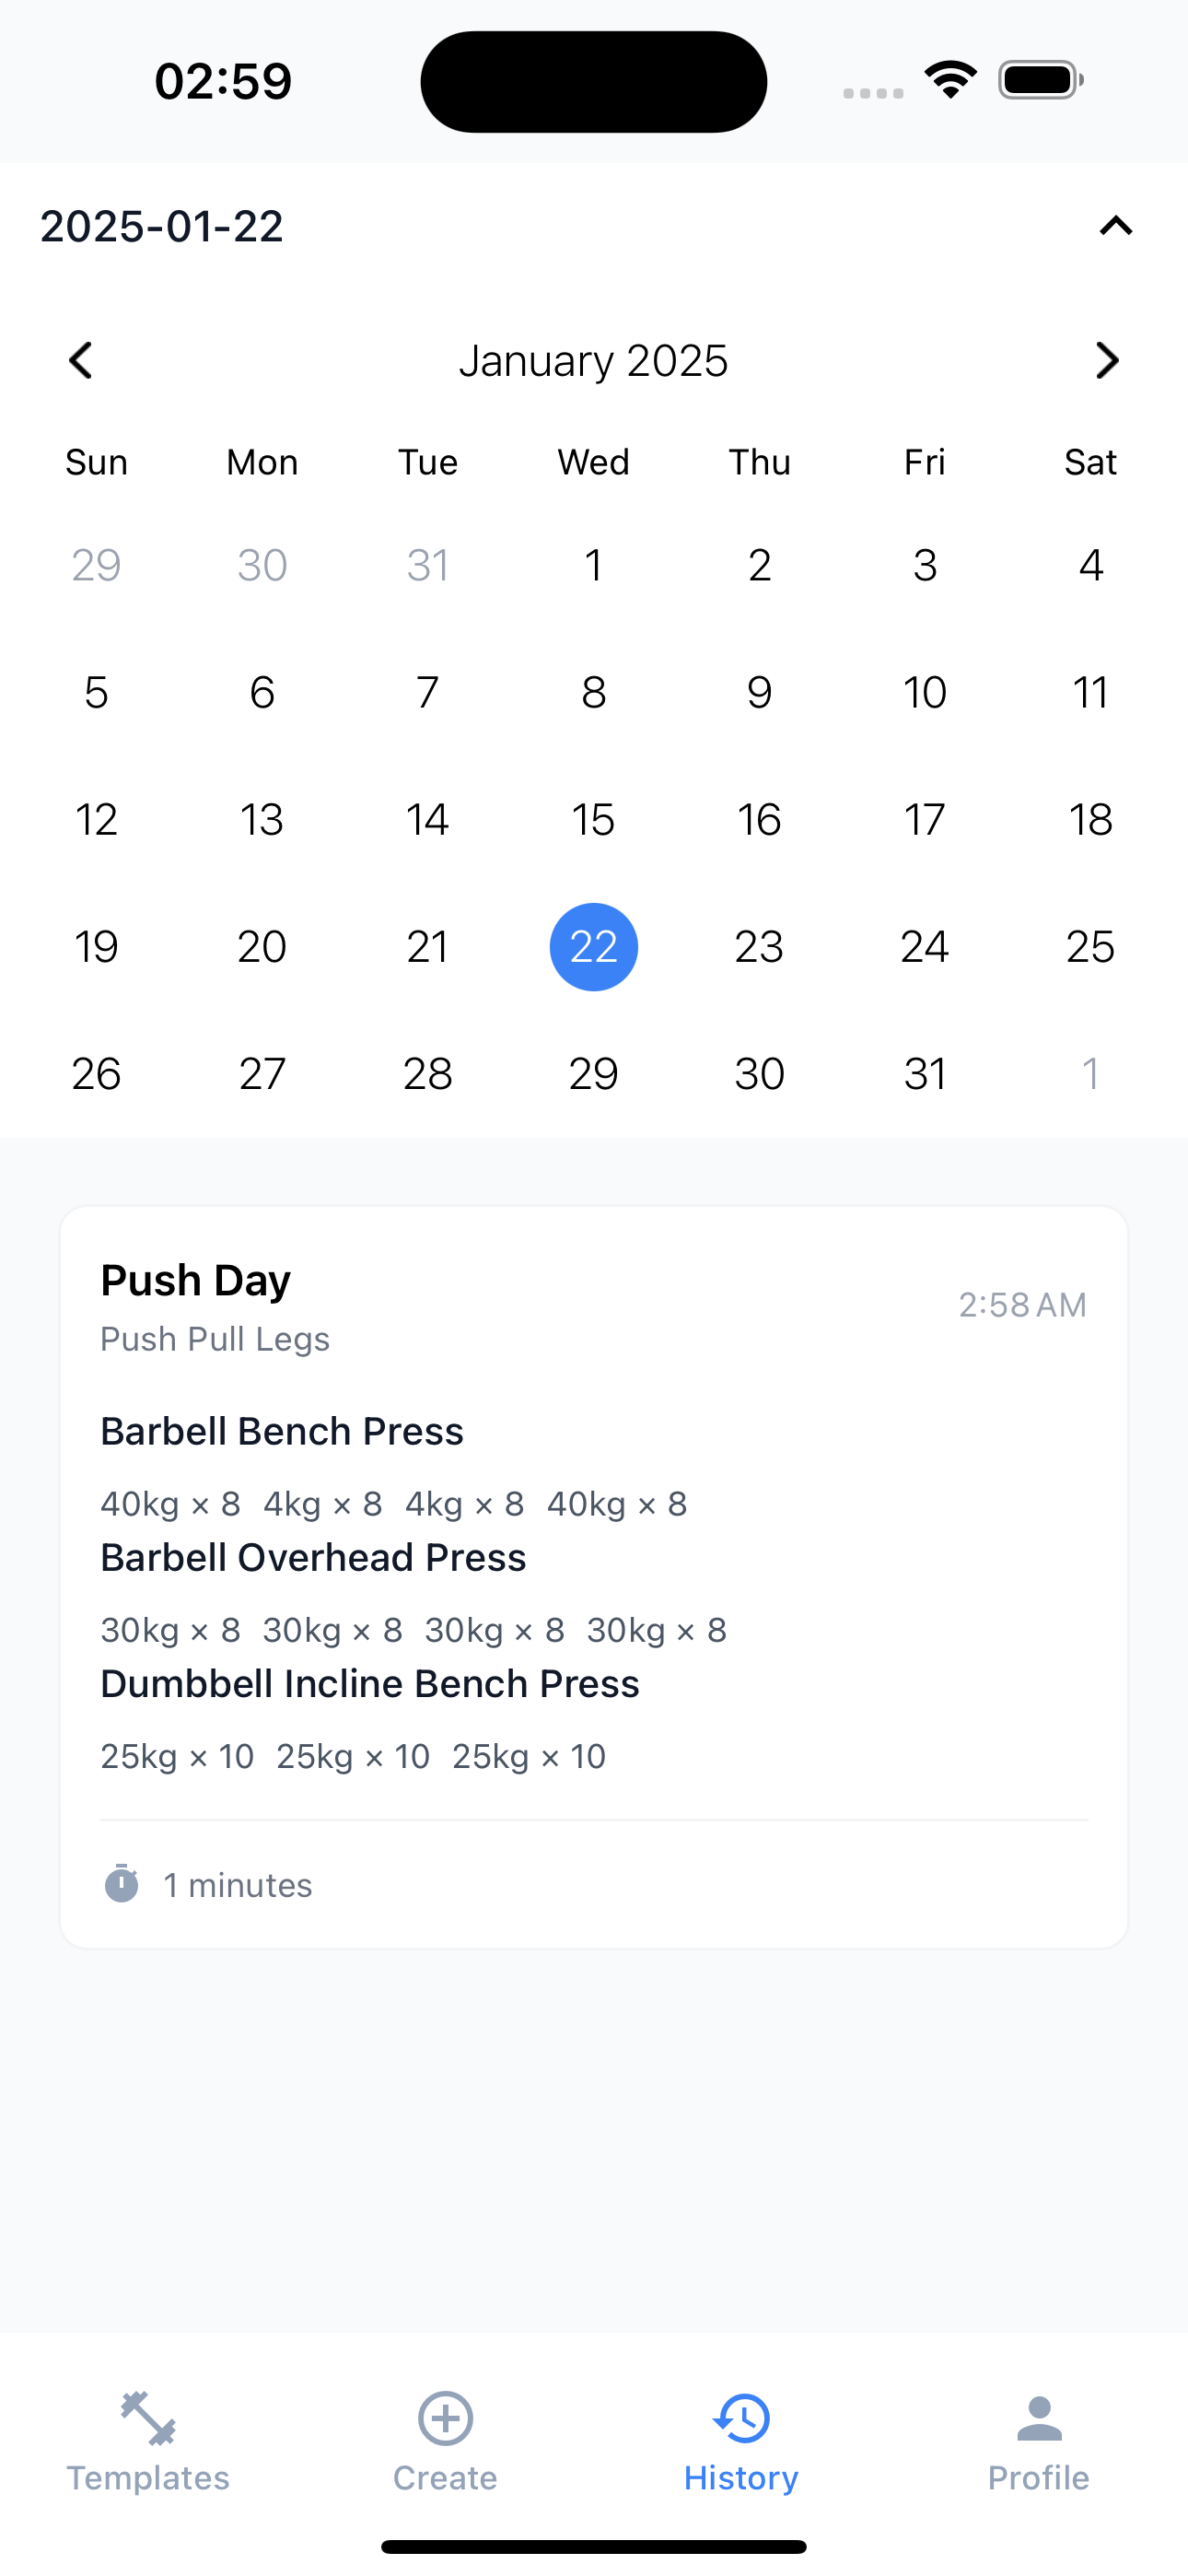 02:59
2025-01-22
January 2025
Sun Mon Tue Wed Thu Fri Sat
29 30 31 1 2 3 4
5 6 7 8 9 10 11
12 13 14 15 16 17 18
19 20 21 22 23 24 25
26 27 28 29 30 31 1
Push Day
2:58 AM
Push Pull Legs
Barbell Bench Press
40kg × 8 4kg × 8 4kg × 8 40kg × 8
Barbell Overhead Press
30kg × 8 30kg × 8 30kg × 8 30kg × 8
Dumbbell Incline Bench Press
25kg × 10 25kg × 10 25kg × 10
1 minutes
Templates Create History Profile